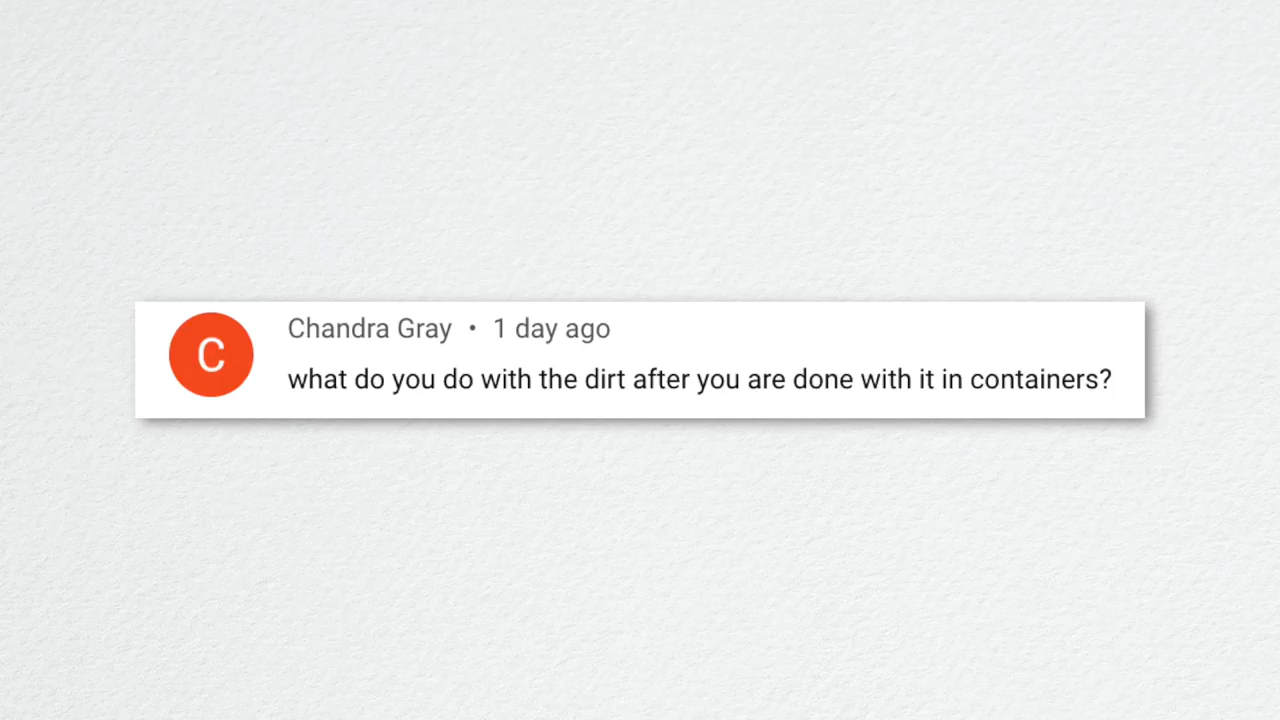 C
Chandra Gray • 1 day ago
what do you do with the dirt after you are done with it in containers?